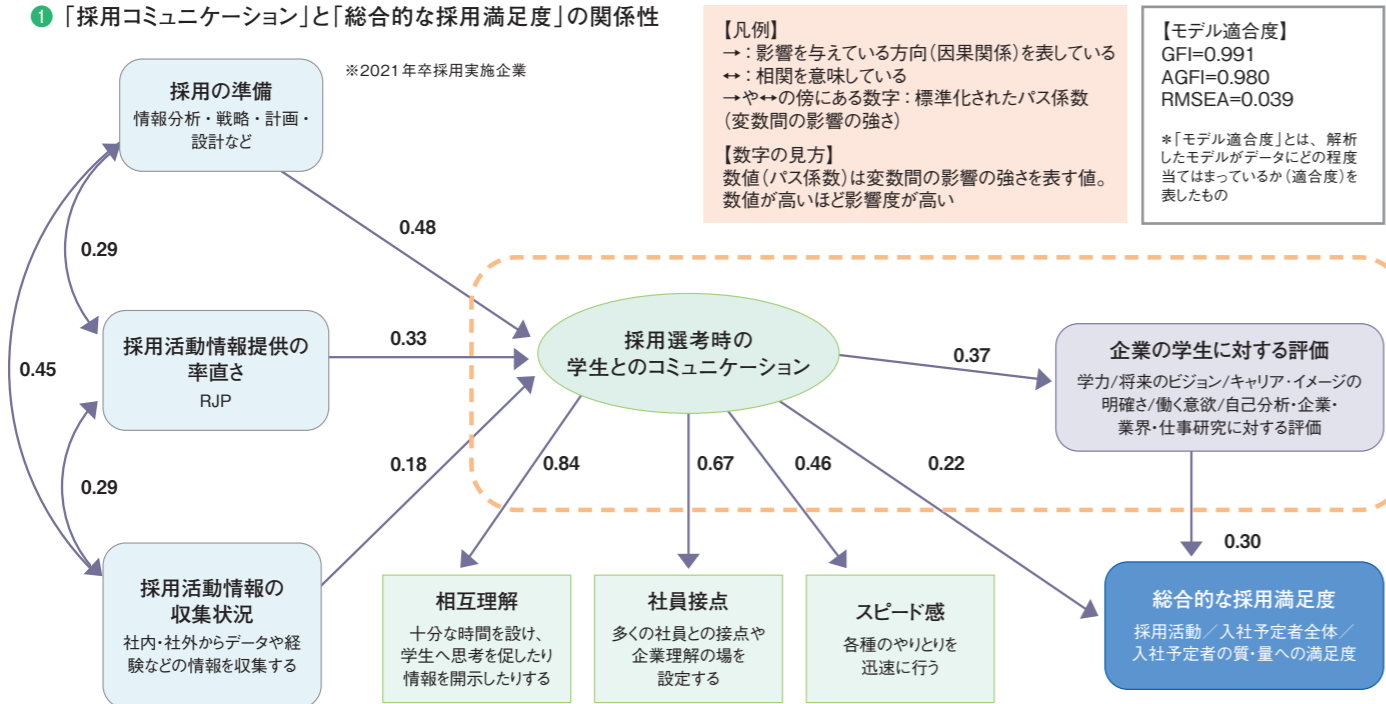 ❶ 「採用コミュニケーション」と「総合的な採用満足度」の関係性
※2021年卒採用実施企業
【凡例】
→：影響を与えている方向（因果関係）を表している
↔：相関を意味している
→や↔の傍にある数字：標準化されたパス係数
（変数間の影響の強さ）
【数字の見方】
数値（パス係数）は変数間の影響の強さを表す値。
数値が高いほど影響度が高い
【モデル適合度】
GFI=0.991
AGFI=0.980
RMSEA=0.039
＊「モデル適合度」とは、解析
したモデルがデータにどの程度
当てはまっているか（適合度）を
表したもの
採用の準備
情報分析・戦略・計画・
設計など
0.48
0.29
採用活動情報提供の
率直さ
RJP
0.33
0.45
0.29
0.18
採用活動情報の
収集状況
社内・社外からデータや経
験などの情報を収集する
採用選考時の
学生とのコミュニケーション
0.37
企業の学生に対する評価
学力/将来のビジョン/キャリア・イメージの
明確さ/働く意欲/自己分析・企業・
業界・仕事研究に対する評価
0.84
0.67
0.46
0.22
0.30
相互理解
十分な時間を設け、
学生へ思考を促したり
情報を開示したりする
社員接点
多くの社員との接点や
企業理解の場を
設定する
スピード感
各種のやりとりを
迅速に行う
総合的な採用満足度
採用活動／入社予定者全体／
入社予定者の質・量への満足度